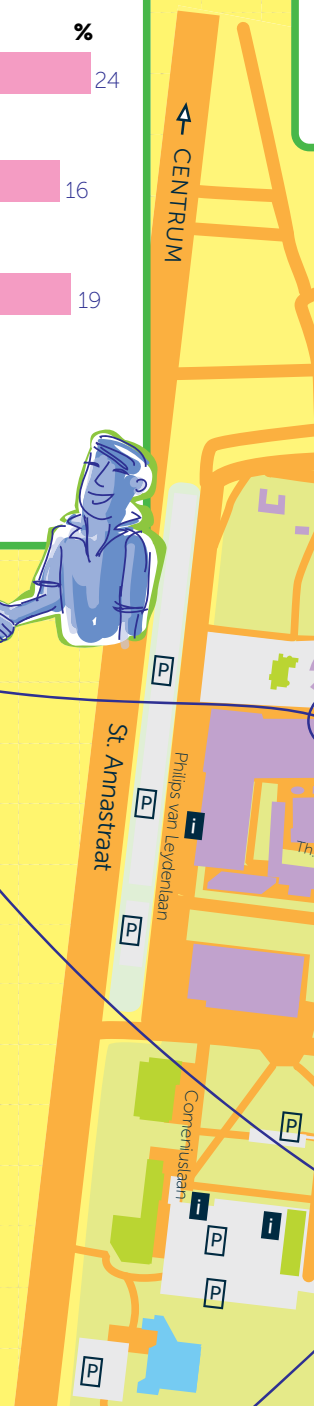 %
24
CENTRUM
16
19
P
St. Annastraat
Philips van Leydenlaan
P
i
Th
P
Comeniuslaan
P
i
i
P
P
P